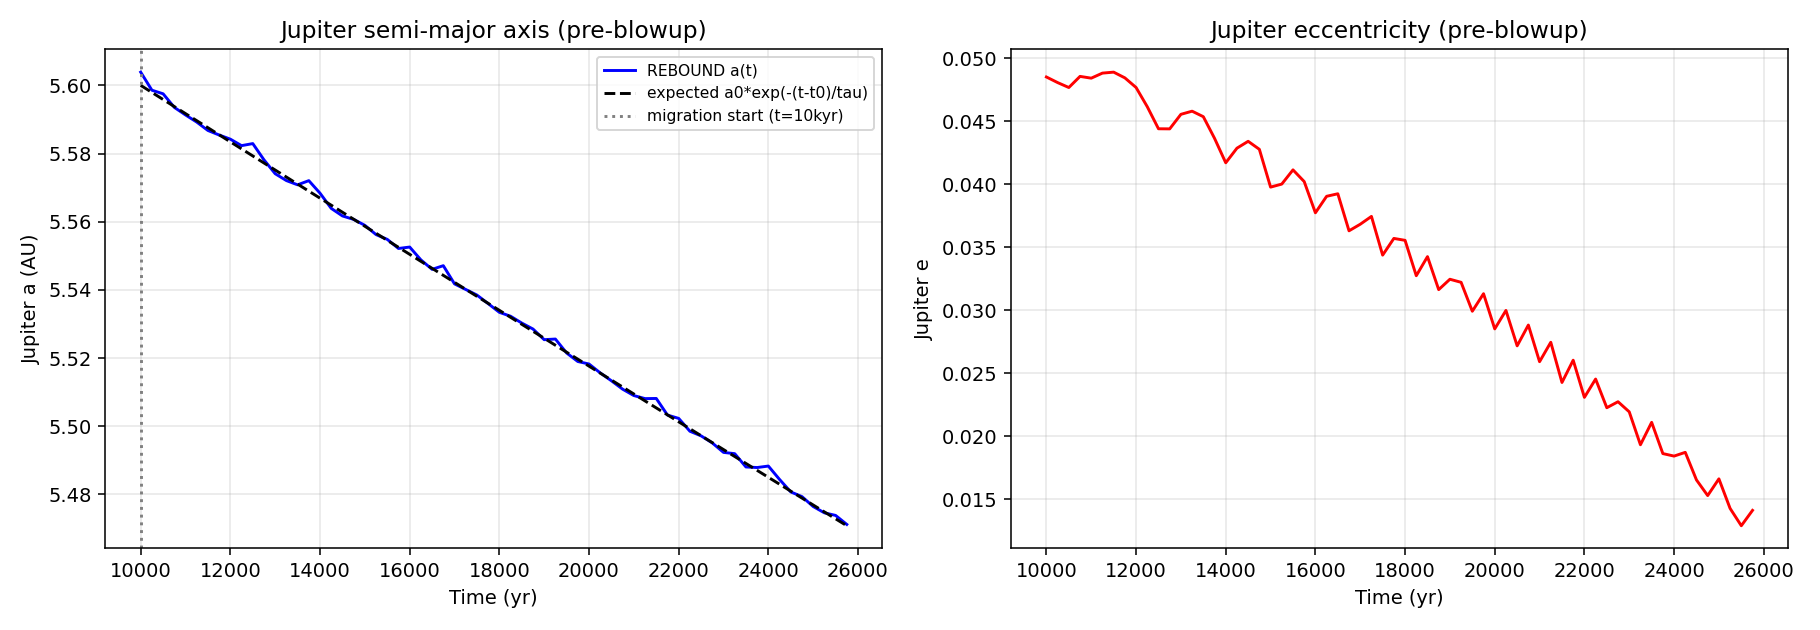 Jupiter semi-major axis (pre-blowup)
Jupiter a (AU)
5.60
5.58
5.56
5.54
5.52
5.50
5.48
REBOUND a(t)
expected a0*exp(-(t-t0)/tau)
migration start (t=10kyr)
10000 12000 14000 16000 18000 20000 22000 24000 26000
Time (yr)
Jupiter eccentricity (pre-blowup)
Jupiter e
0.050
0.045
0.040
0.035
0.030
0.025
0.020
0.015
10000 12000 14000 16000 18000 20000 22000 24000 26000
Time (yr)